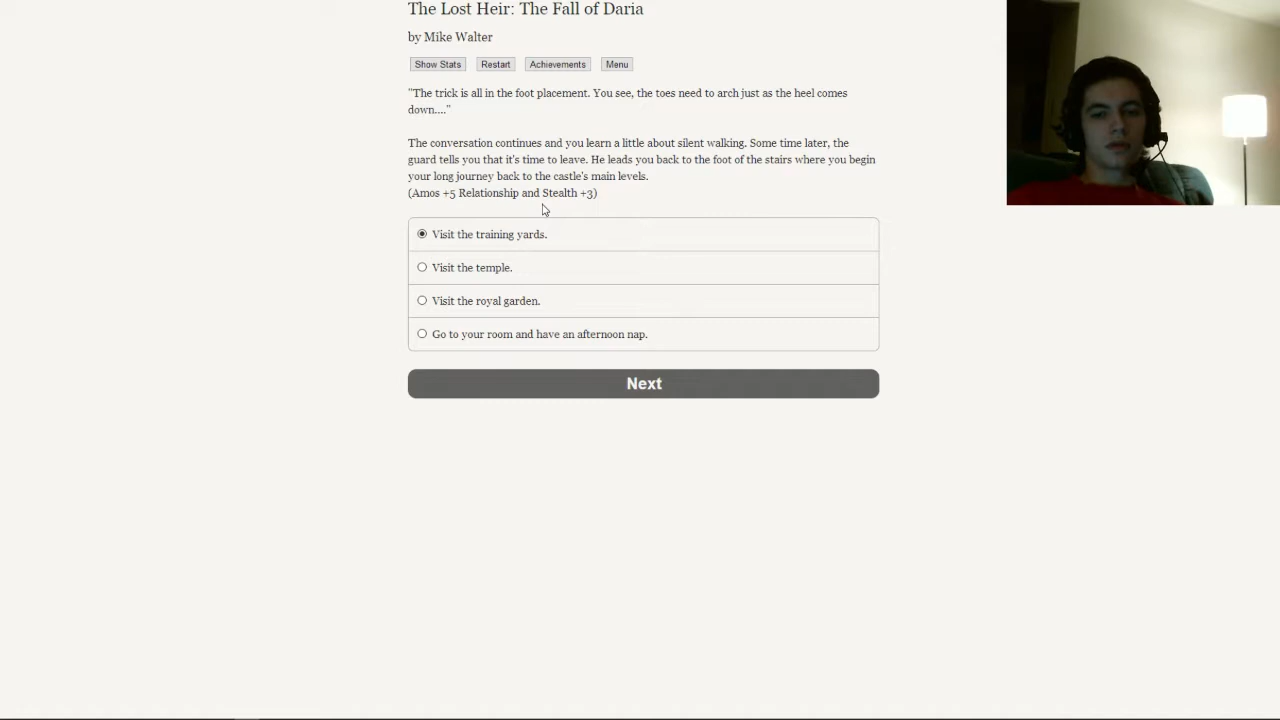 The Lost Heir: The Fall of Daria
by Mike Walter
Show Stats Restart Achievements Menu
"The trick is all in the foot placement. You see, the toes need to arch just as the heel comes
down...."
The conversation continues and you learn a little about silent walking. Some time later, the
guard tells you that it's time to leave. He leads you back to the foot of the stairs where you begin
your long journey back to the castle's main levels.
(Amos +5 Relationship and Stealth +3)
Visit the training yards.
Visit the temple.
Visit the royal garden.
Go to your room and have an afternoon nap.
Next